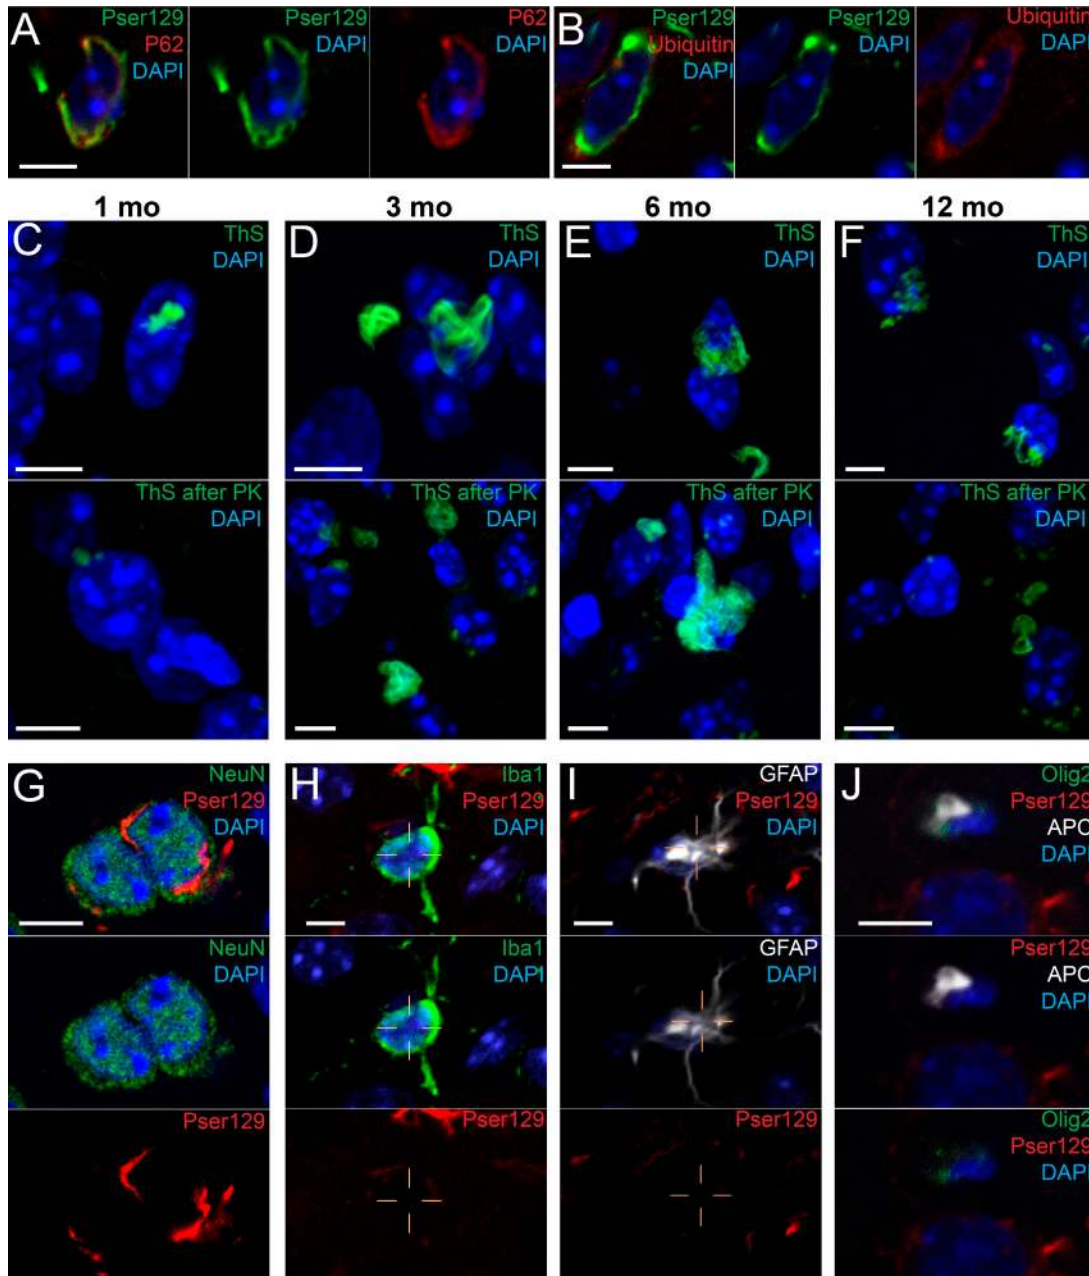 A
Pser129
P62
DAPI
Pser129
DAPI
P62
DAPI
B
Pser129
Ubiquitin
DAPI
Pser129
DAPI
Ubiquitin
DAPI
1 mo
3 mo
6 mo
12 mo
C
ThS
DAPI
D
ThS
DAPI
E
ThS
DAPI
F
ThS
DAPI
ThS after PK
DAPI
ThS after PK
DAPI
ThS after PK
DAPI
ThS after PK
DAPI
G
NeuN
Pser129
DAPI
H
Iba1
Pser129
DAPI
I
GFAP
Pser129
DAPI
J
Olig2
Pser129
APC
DAPI
NeuN
DAPI
Iba1
DAPI
GFAP
DAPI
Pser129
APC
DAPI
Pser129
Pser129
Pser129
Olig2
Pser129
DAPI